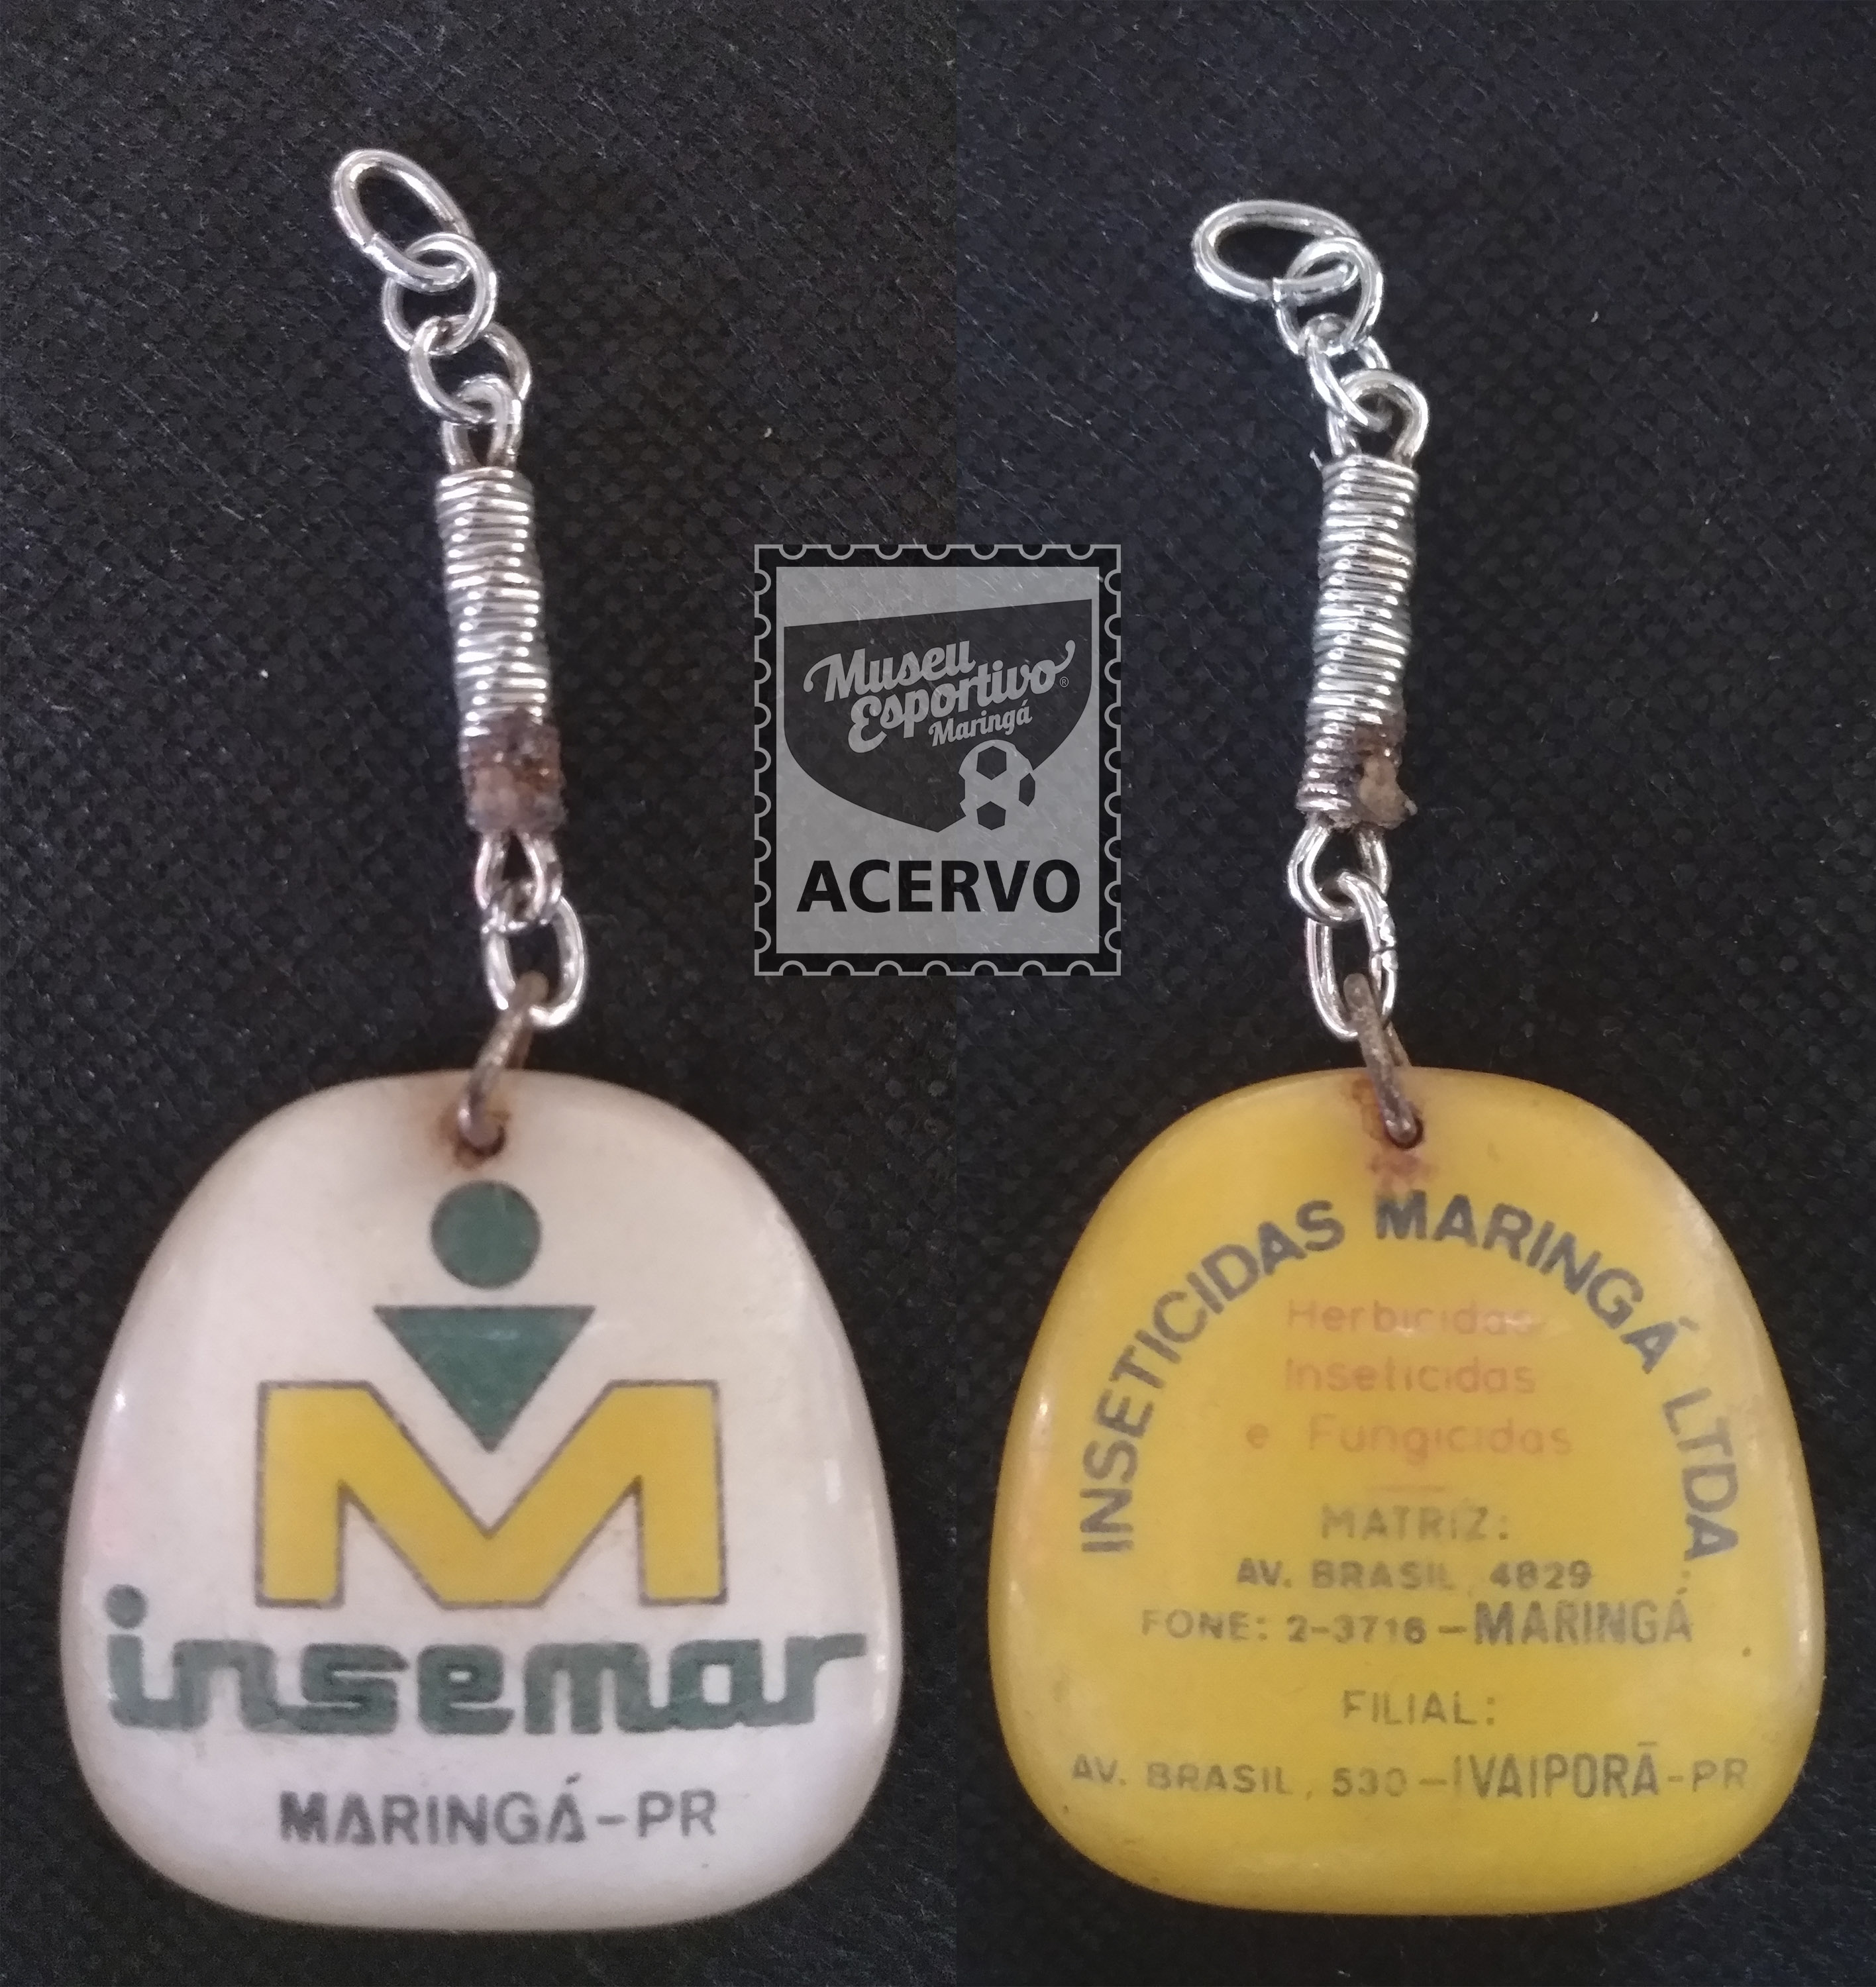 Museu
Esportivo®
Maringá
ACERVO
M
insemar
MARINGÁ-PR
INSETICIDAS MARINGÁ LTDA.
Herbicidas
Inseticidas
e Fungicidas
MATRIZ:
AV. BRASIL, 4829
FONE: 2-3716 - MARINGÁ
FILIAL:
AV. BRASIL, 530 - IVAIPORÃ - PR